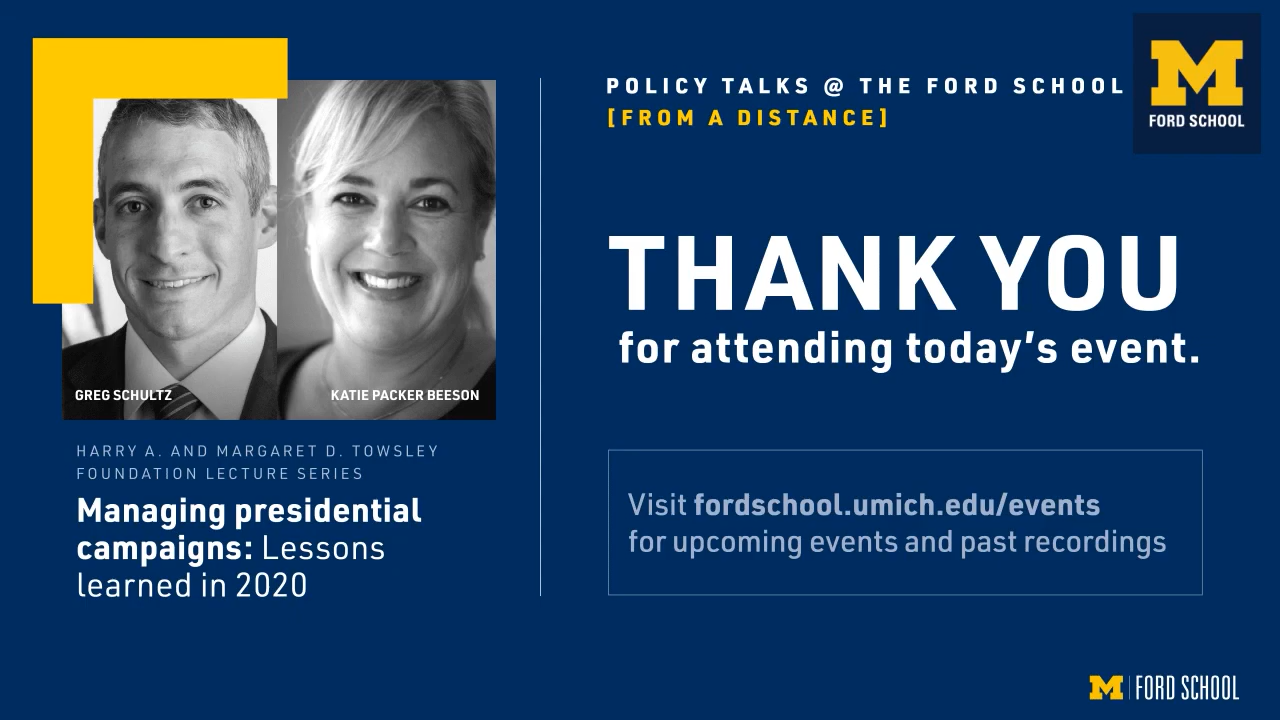 POLICY TALKS @ THE FORD SCHOOL
[FROM A DISTANCE]
M
FORD SCHOOL
GREG SCHULTZ
KATIE PACKER BEESON
HARRY A. AND MARGARET D. TOWSLEY
FOUNDATION LECTURE SERIES
Managing presidential
campaigns: Lessons
learned in 2020
THANK YOU
for attending today's event.
Visit fordschool.umich.edu/events
for upcoming events and past recordings
M FORD SCHOOL